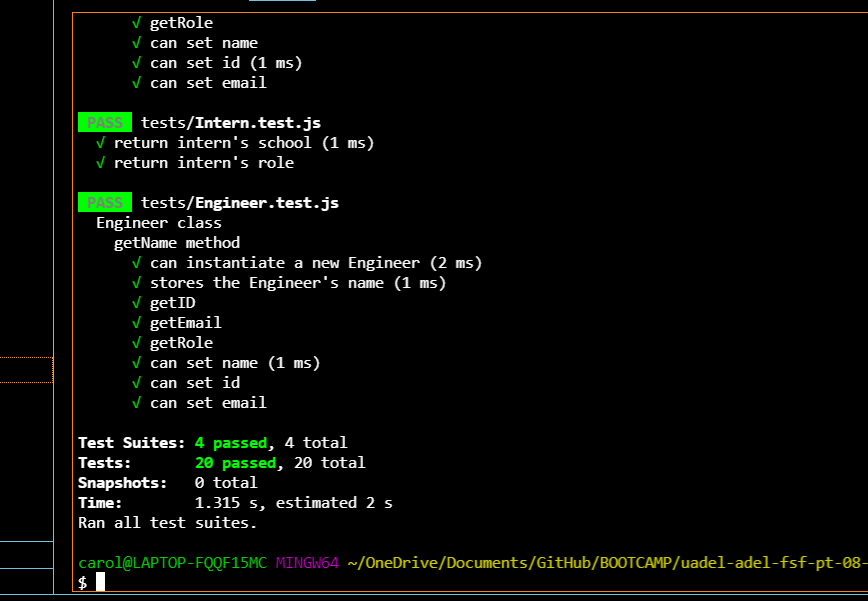 √ getRole
√ can set name
√ can set id (1 ms)
√ can set email
PASS tests/Intern.test.js
√ return intern's school (1 ms)
√ return intern's role
PASS tests/Engineer.test.js
Engineer class
getName method
√ can instantiate a new Engineer (2 ms)
√ stores the Engineer's name (1 ms)
√ getID
√ getEmail
√ getRole
√ can set name (1 ms)
√ can set id
√ can set email
Test Suites: 4 passed, 4 total
Tests: 20 passed, 20 total
Snapshots: 0 total
Time: 1.315 s, estimated 2 s
Ran all test suites.
carol@LAPTOP-FQQF15MC MINGW64 ~/OneDrive/Documents/GitHub/BOOTCAMP/uadel-adel-fsf-pt-08-
$